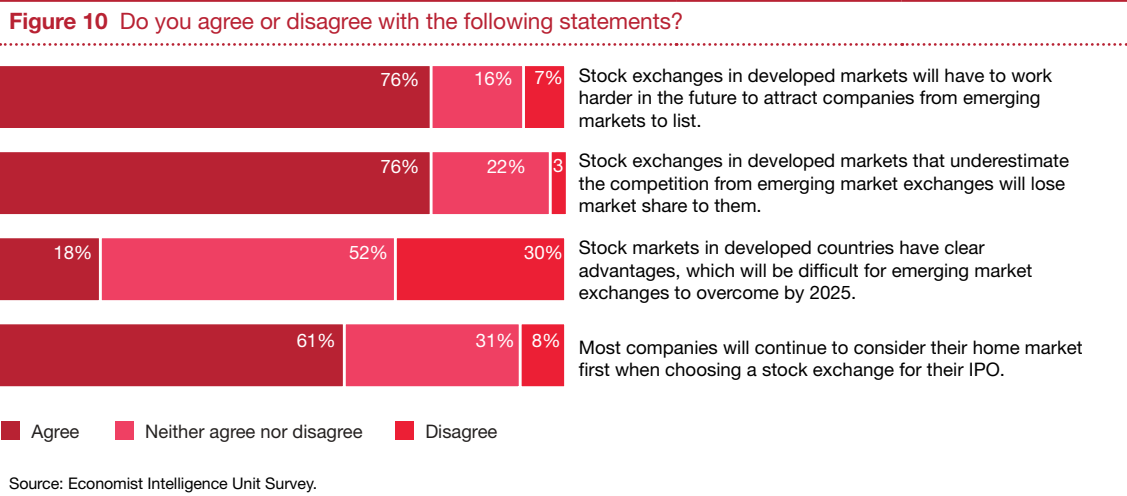 Figure 10 Do you agree or disagree with the following statements?
76% 16% 7%
Stock exchanges in developed markets will have to work
harder in the future to attract companies from emerging
markets to list.
76% 22% 3
Stock exchanges in developed markets that underestimate
the competition from emerging market exchanges will lose
market share to them.
18% 52% 30%
Stock markets in developed countries have clear
advantages, which will be difficult for emerging market
exchanges to overcome by 2025.
61% 31% 8%
Most companies will continue to consider their home market
first when choosing a stock exchange for their IPO.
Agree Neither agree nor disagree Disagree
Source: Economist Intelligence Unit Survey.